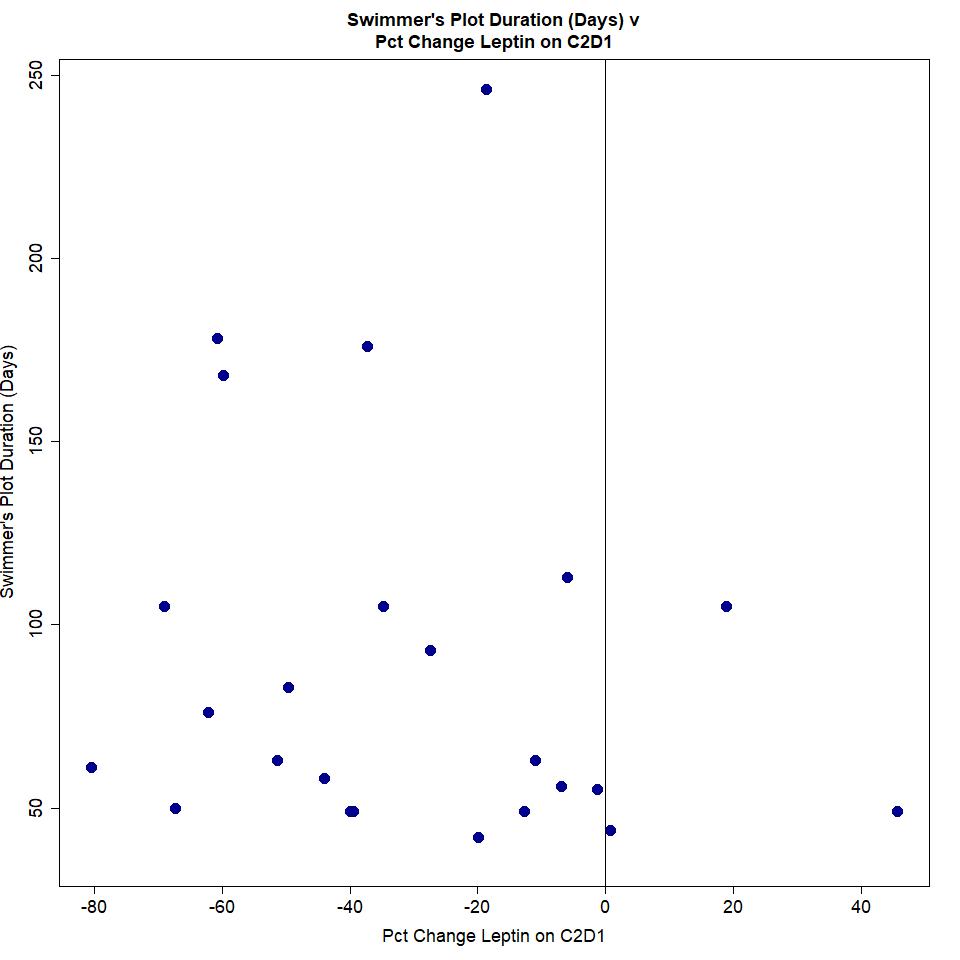 Swimmer's Plot Duration (Days) v
Pct Change Leptin on C2D1
250
200
150
100
50
Swimmer's Plot Duration (Days)
-80 -60 -40 -20 0 20 40
Pct Change Leptin on C2D1